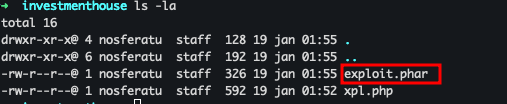 ➜ investmenthouse ls -la
total 16
drwxr-xr-x@ 4 nosferatu staff 128 19 jan 01:55 .
drwxr-xr-x@ 6 nosferatu staff 192 19 jan 01:55 ..
-rw-r--r--@ 1 nosferatu staff 326 19 jan 01:55 exploit.phar
-rw-r--r--@ 1 nosferatu staff 592 19 jan 01:52 xpl.php